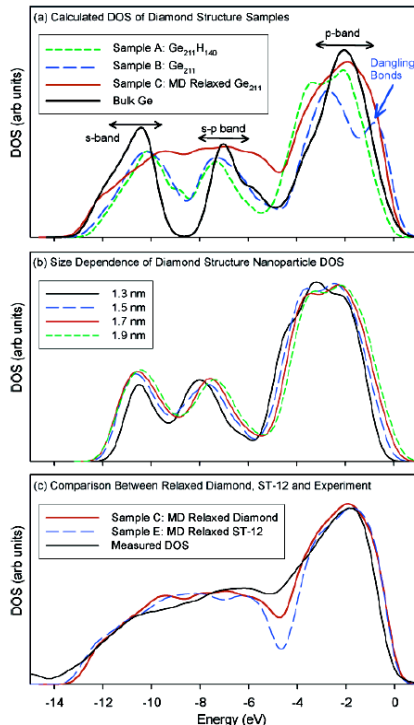 (a) Calculated DOS of Diamond Structure Samples
Sample A: Ge₂₁₁H₁₄₀
Sample B: Ge₂₁₁
Sample C: MD Relaxed Ge₂₁₁
Bulk Ge
p-band
Dangling
Bonds
s-band
s-p band
DOS (arb units)
(b) Size Dependence of Diamond Structure Nanoparticle DOS
1.3 nm
1.5 nm
1.7 nm
1.9 nm
DOS (arb units)
(c) Comparison Between Relaxed Diamond, ST-12 and Experiment
Sample C: MD Relaxed Diamond
Sample E: MD Relaxed ST-12
Measured DOS
DOS (arb units)
-14 -12 -10 -8 -6 -4 -2 0
Energy (eV)